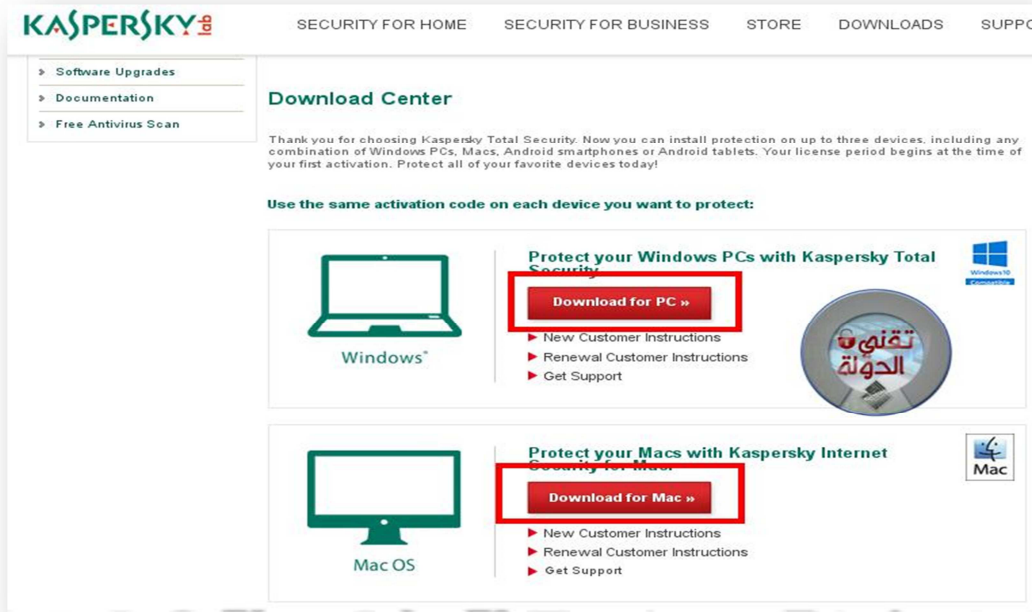 KASPERSKY lab
SECURITY FOR HOME SECURITY FOR BUSINESS STORE DOWNLOADS SUPPO
Software Upgrades
Documentation
Free Antivirus Scan
Download Center
Thank you for choosing Kaspersky Total Security. Now you can install protection on up to three devices, including any
combination of Windows PCs, Macs, Android smartphones or Android tablets. Your license period begins at the time of
your first activation. Protect all of your favorite devices today!
Use the same activation code on each device you want to protect:
Windows
Protect your Windows PCs with Kaspersky Total
Security
Download for PC »
New Customer Instructions
Renewal Customer Instructions
Get Support
Windows10
Compatible
تقني
الدولة
Mac OS
Protect your Macs with Kaspersky Internet
Security for Mac:
Download for Mac »
New Customer Instructions
Renewal Customer Instructions
Get Support
Mac